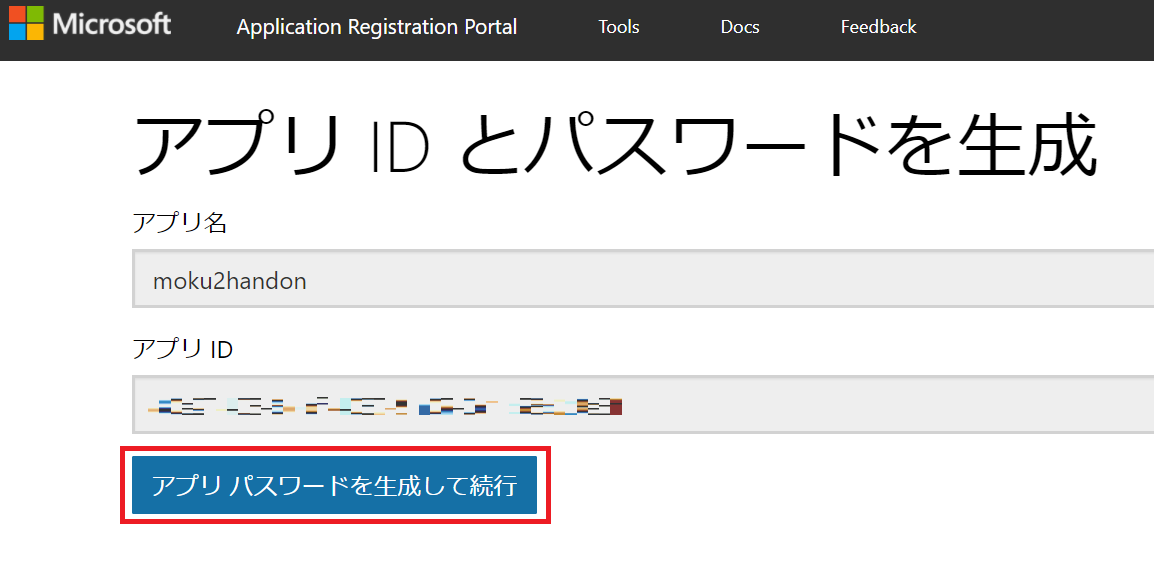 Microsoft Application Registration Portal Tools Docs Feedback
アプリ ID とパスワードを生成
アプリ名
moku2handon
アプリ ID
アプリ パスワードを生成して続行